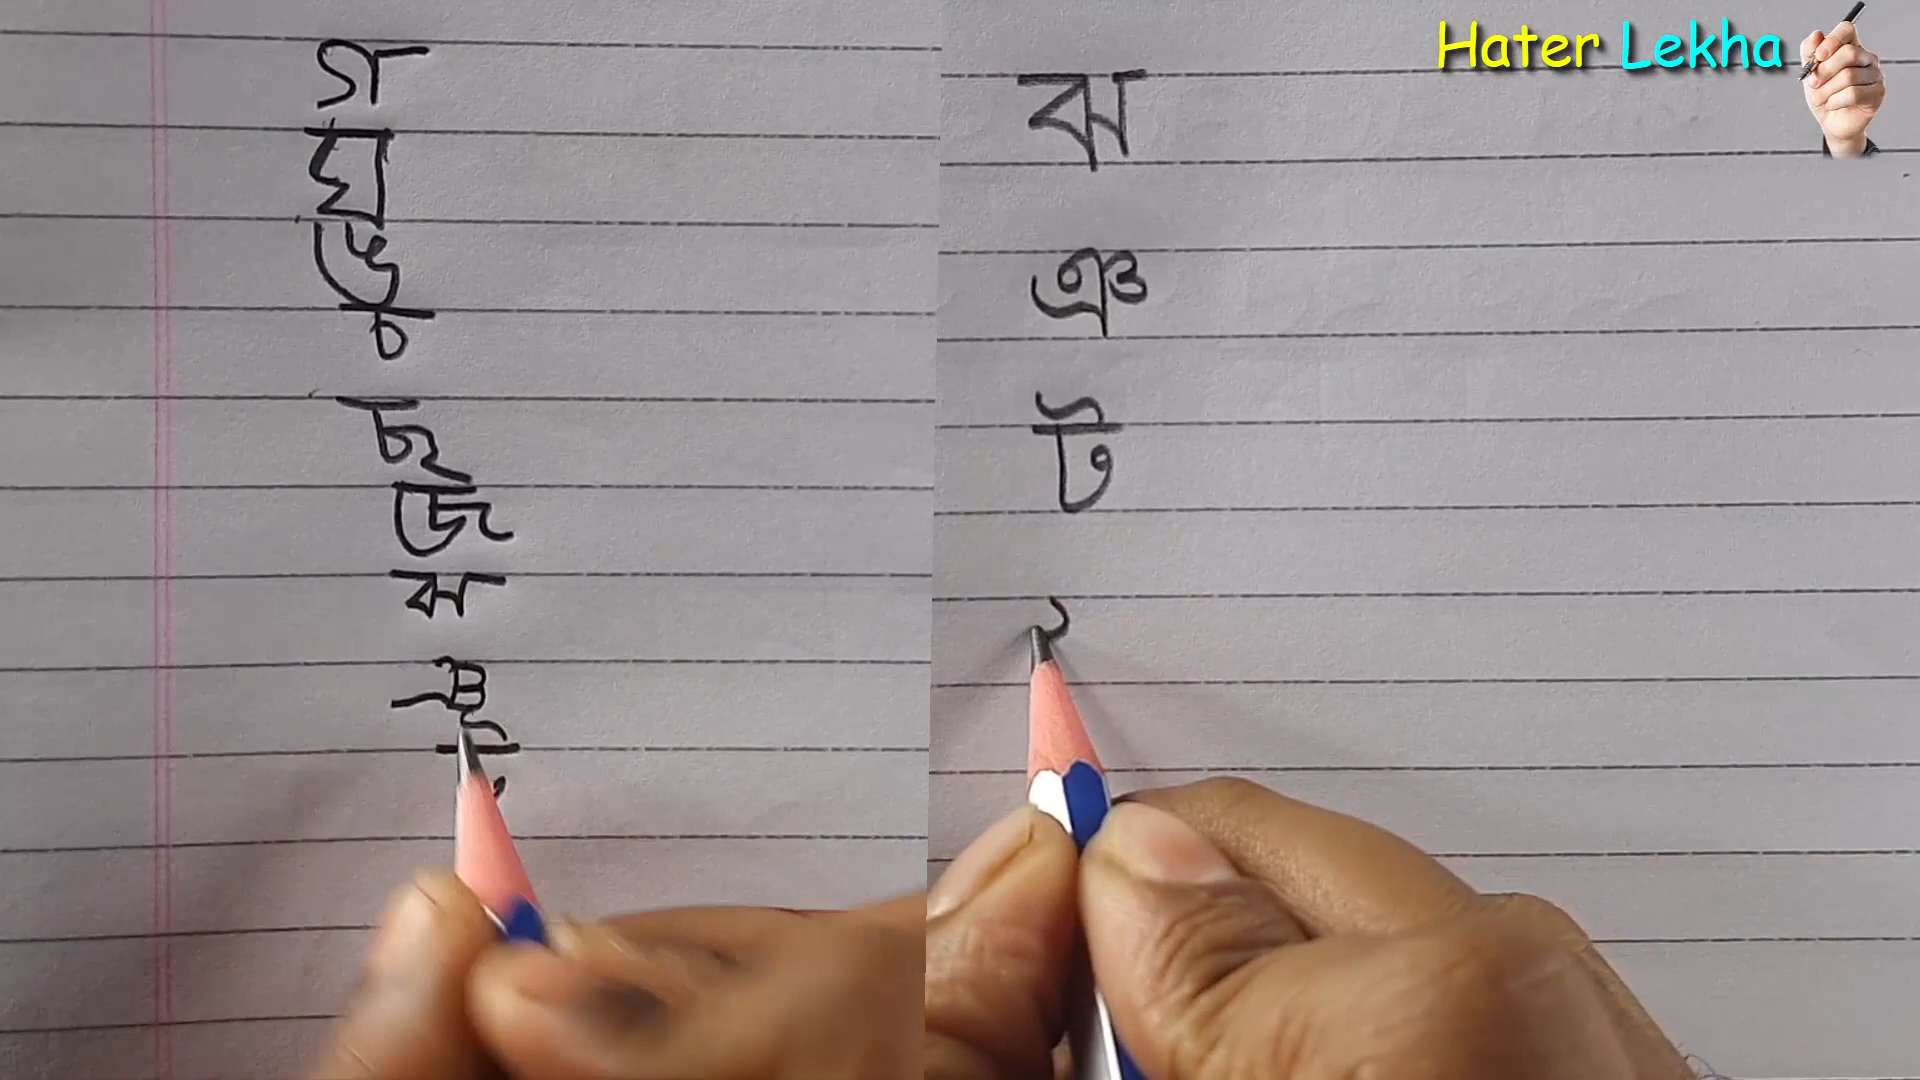 Hater Lekha
গ
ঘ
ঙ
চ
ছ
জ
ঝ
ঞ
ঝ
ঞ
ট